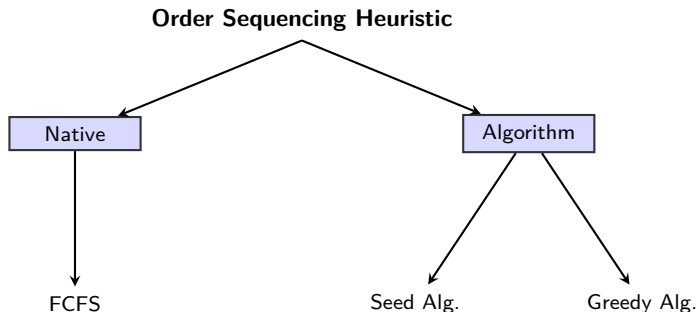 Order Sequencing Heuristic
Native
Algorithm
FCFS
Seed Alg.
Greedy Alg.